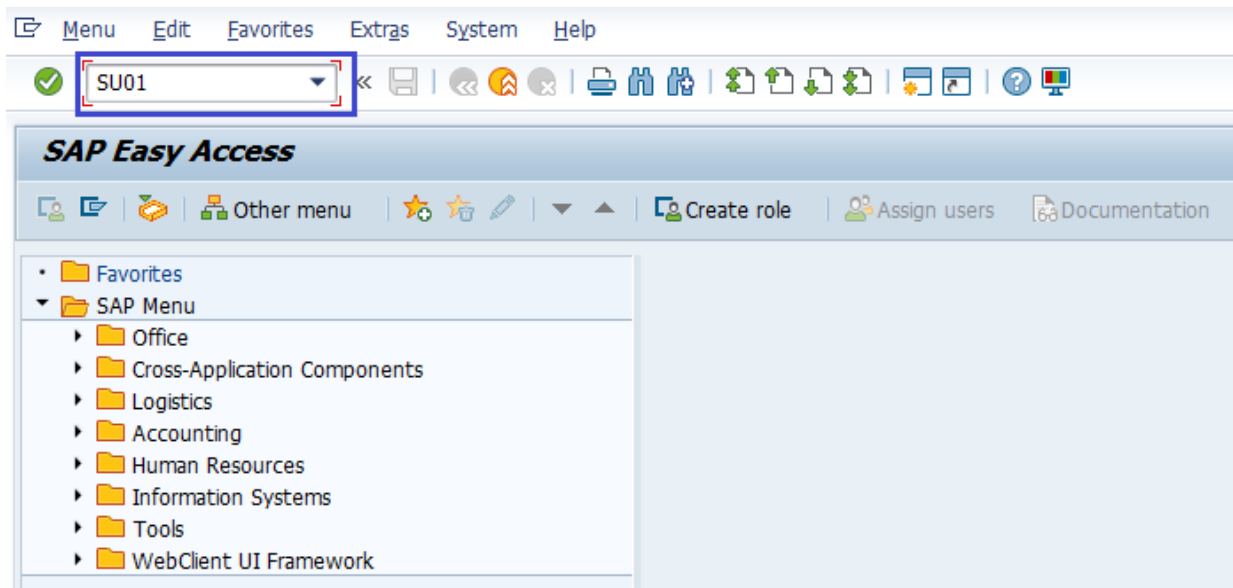 Menu Edit Favorites Extras System Help
SU01
SAP Easy Access
Other menu Create role Assign users Documentation
Favorites
SAP Menu
Office
Cross-Application Components
Logistics
Accounting
Human Resources
Information Systems
Tools
WebClient UI Framework